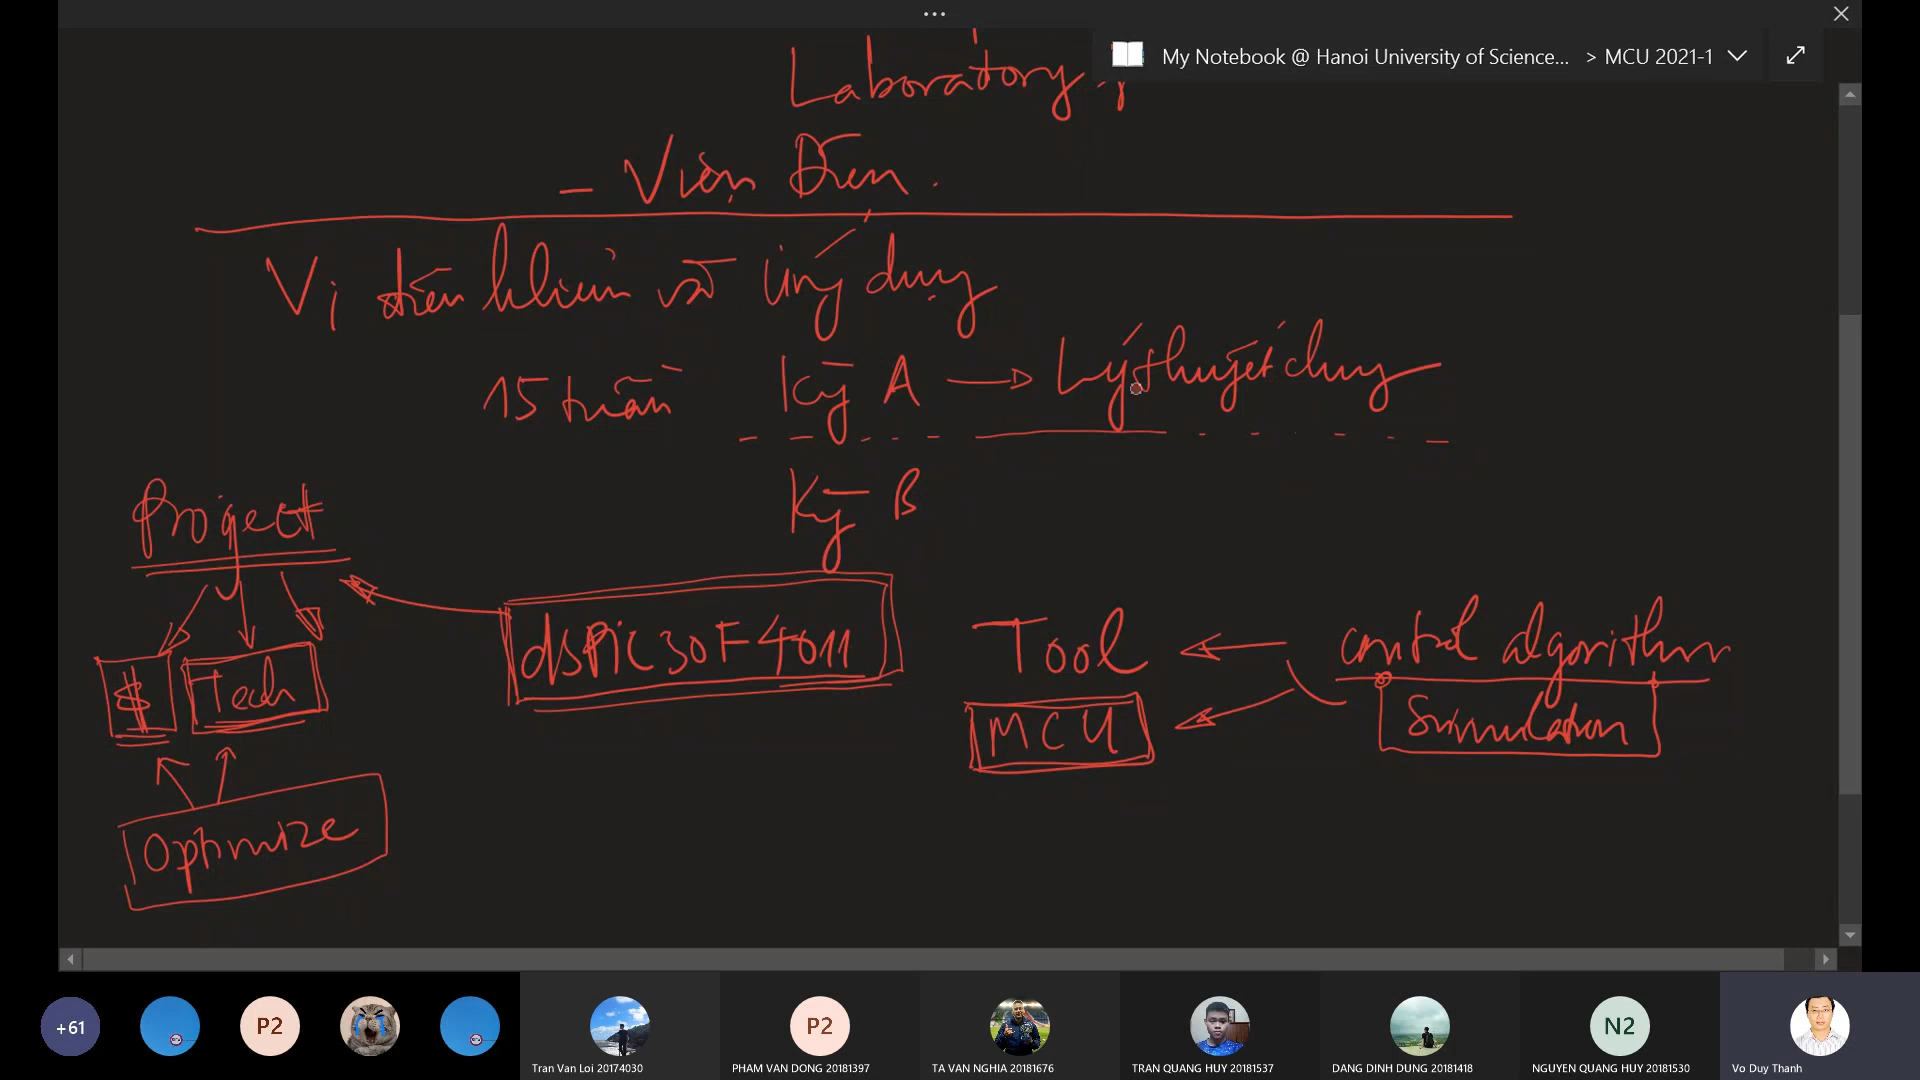 My Notebook @ Hanoi University of Science... > MCU 2021-1
Laboratory
- Viện Điện.
Vi điều khiển và ứng dụng
15 tuần Kỳ A → Lý thuyết chung
Kỳ B
Project
$ Tech
Optimize
dsPIC30F4011
Tool
MCU
control algorithm
Simulation
+61
P2
P2
N2
Tran Van Loi 20174030
PHAM VAN DONG 20181397
TA VAN NGHIA 20181676
TRAN QUANG HUY 20181537
DANG DINH DUNG 20181418
NGUYEN QUANG HUY 20181530
Vo Duy Thanh